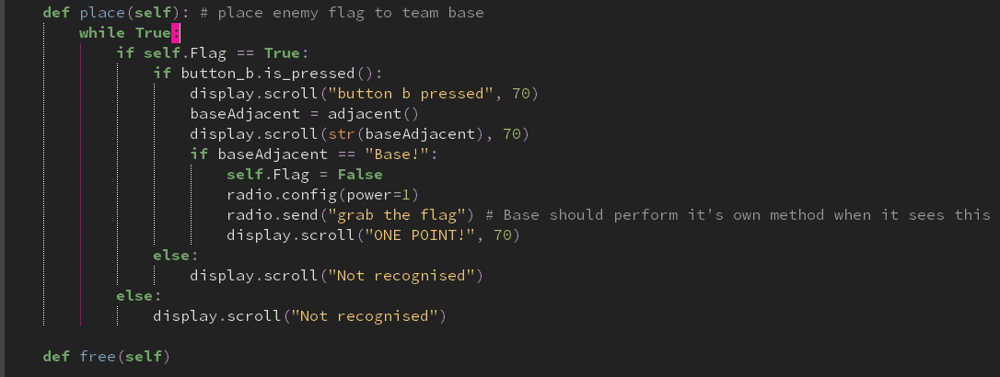 def place(self): # place enemy flag to team base
while True:
if self.Flag == True:
if button_b.is_pressed():
display.scroll("button b pressed", 70)
baseAdjacent = adjacent()
display.scroll(str(baseAdjacent), 70)
if baseAdjacent == "Base!":
self.Flag = False
radio.config(power=1)
radio.send("grab the flag") # Base should perform it's own method when it sees this
display.scroll("ONE POINT!", 70)
else:
display.scroll("Not recognised")
else:
display.scroll("Not recognised")
def free(self)